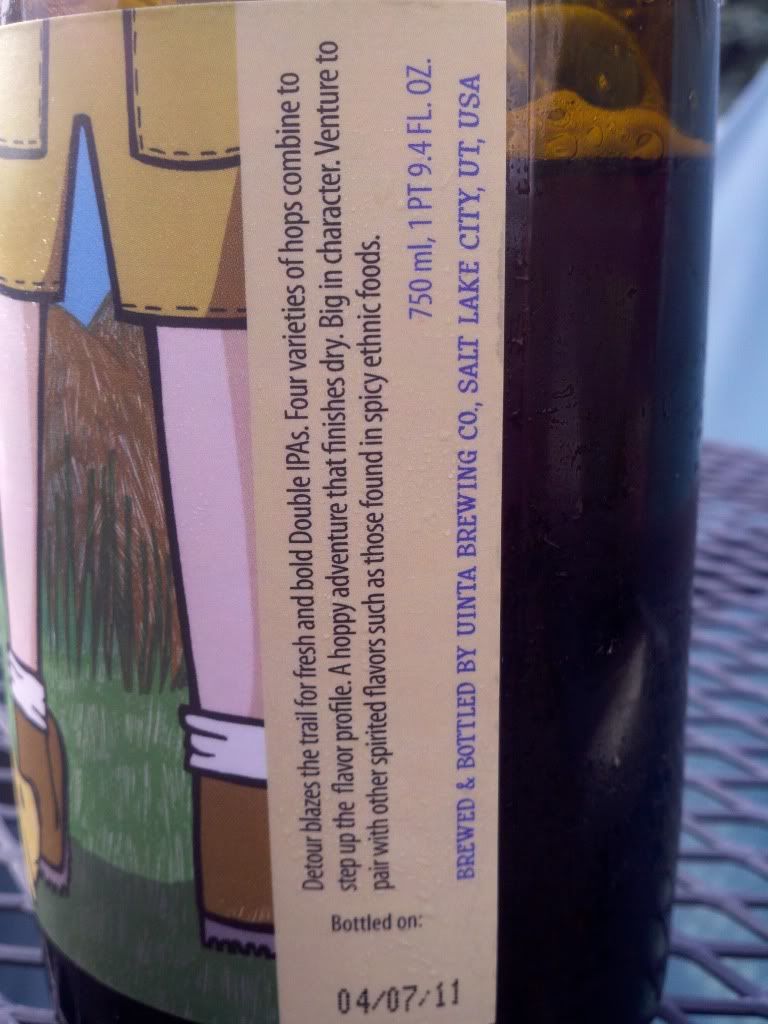 Detour blazes the trail for fresh and bold Double IPAs. Four varieties of hops combine to
step up the flavor profile. A hoppy adventure that finishes dry. Big in character. Venture to
pair with other spirited flavors such as those found in spicy ethnic foods.
750 ml, 1 PT 9.4 FL. OZ.
BREWED & BOTTLED BY UINTA BREWING CO., SALT LAKE CITY, UT, USA
Bottled on:
04/07/11